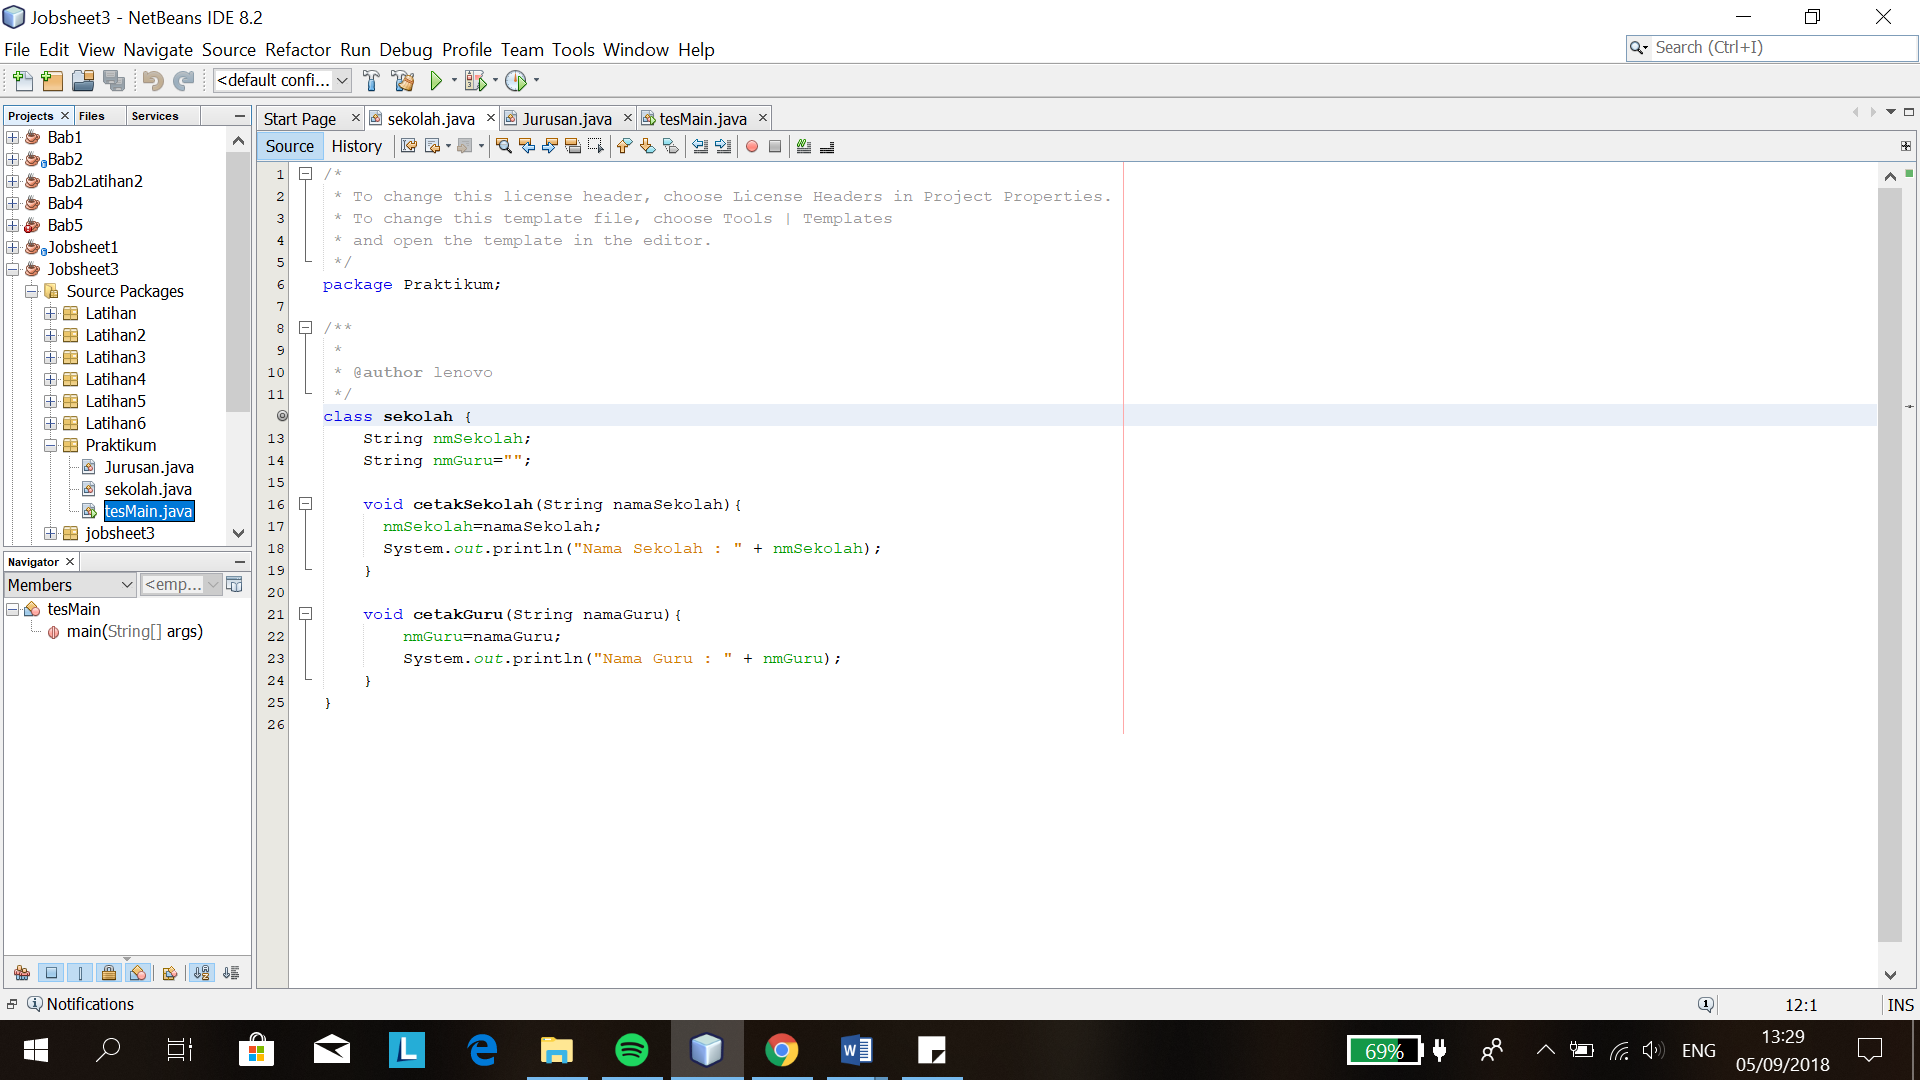 Jobsheet3 - NetBeans IDE 8.2
File Edit View Navigate Source Refactor Run Debug Profile Team Tools Window Help
Search (Ctrl+I)
<default confi...
Projects Files Services
Bab1
Bab2
Bab2Latihan2
Bab4
Bab5
Jobsheet1
Jobsheet3
Source Packages
Latihan
Latihan2
Latihan3
Latihan4
Latihan5
Latihan6
Praktikum
Jurusan.java
sekolah.java
tesMain.java
jobsheet3
Navigator
Members <emp...
tesMain
main(String[] args)
Start Page sekolah.java Jurusan.java tesMain.java
Source History
1 /*
2 * To change this license header, choose License Headers in Project Properties.
3 * To change this template file, choose Tools | Templates
4 * and open the template in the editor.
5 */
6 package Praktikum;
7
8 /**
9 *
10 * @author lenovo
11 */
class sekolah {
13 String nmSekolah;
14 String nmGuru="";
15
16 void cetakSekolah(String namaSekolah){
17 nmSekolah=namaSekolah;
18 System.out.println("Nama Sekolah : " + nmSekolah);
19 }
20
21 void cetakGuru(String namaGuru){
22 nmGuru=namaGuru;
23 System.out.println("Nama Guru : " + nmGuru);
24 }
25 }
26
Notifications
12:1 INS
69%
ENG
13:29
05/09/2018